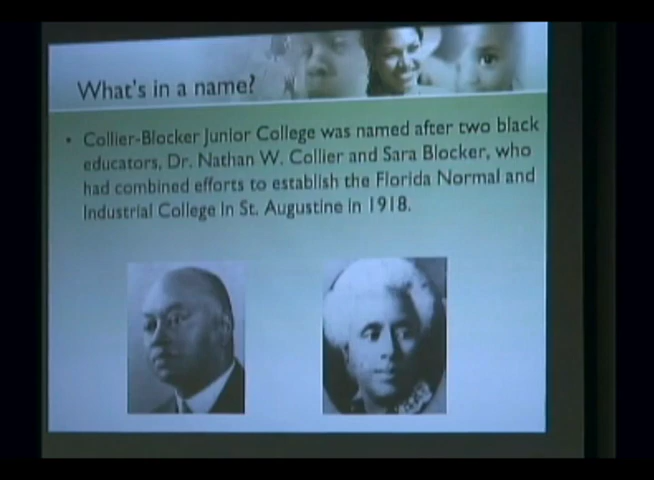 What's in a name?
• Collier-Blocker Junior College was named after two black
educators, Dr. Nathan W. Collier and Sara Blocker, who
had combined efforts to establish the Florida Normal and
Industrial College in St. Augustine in 1918.